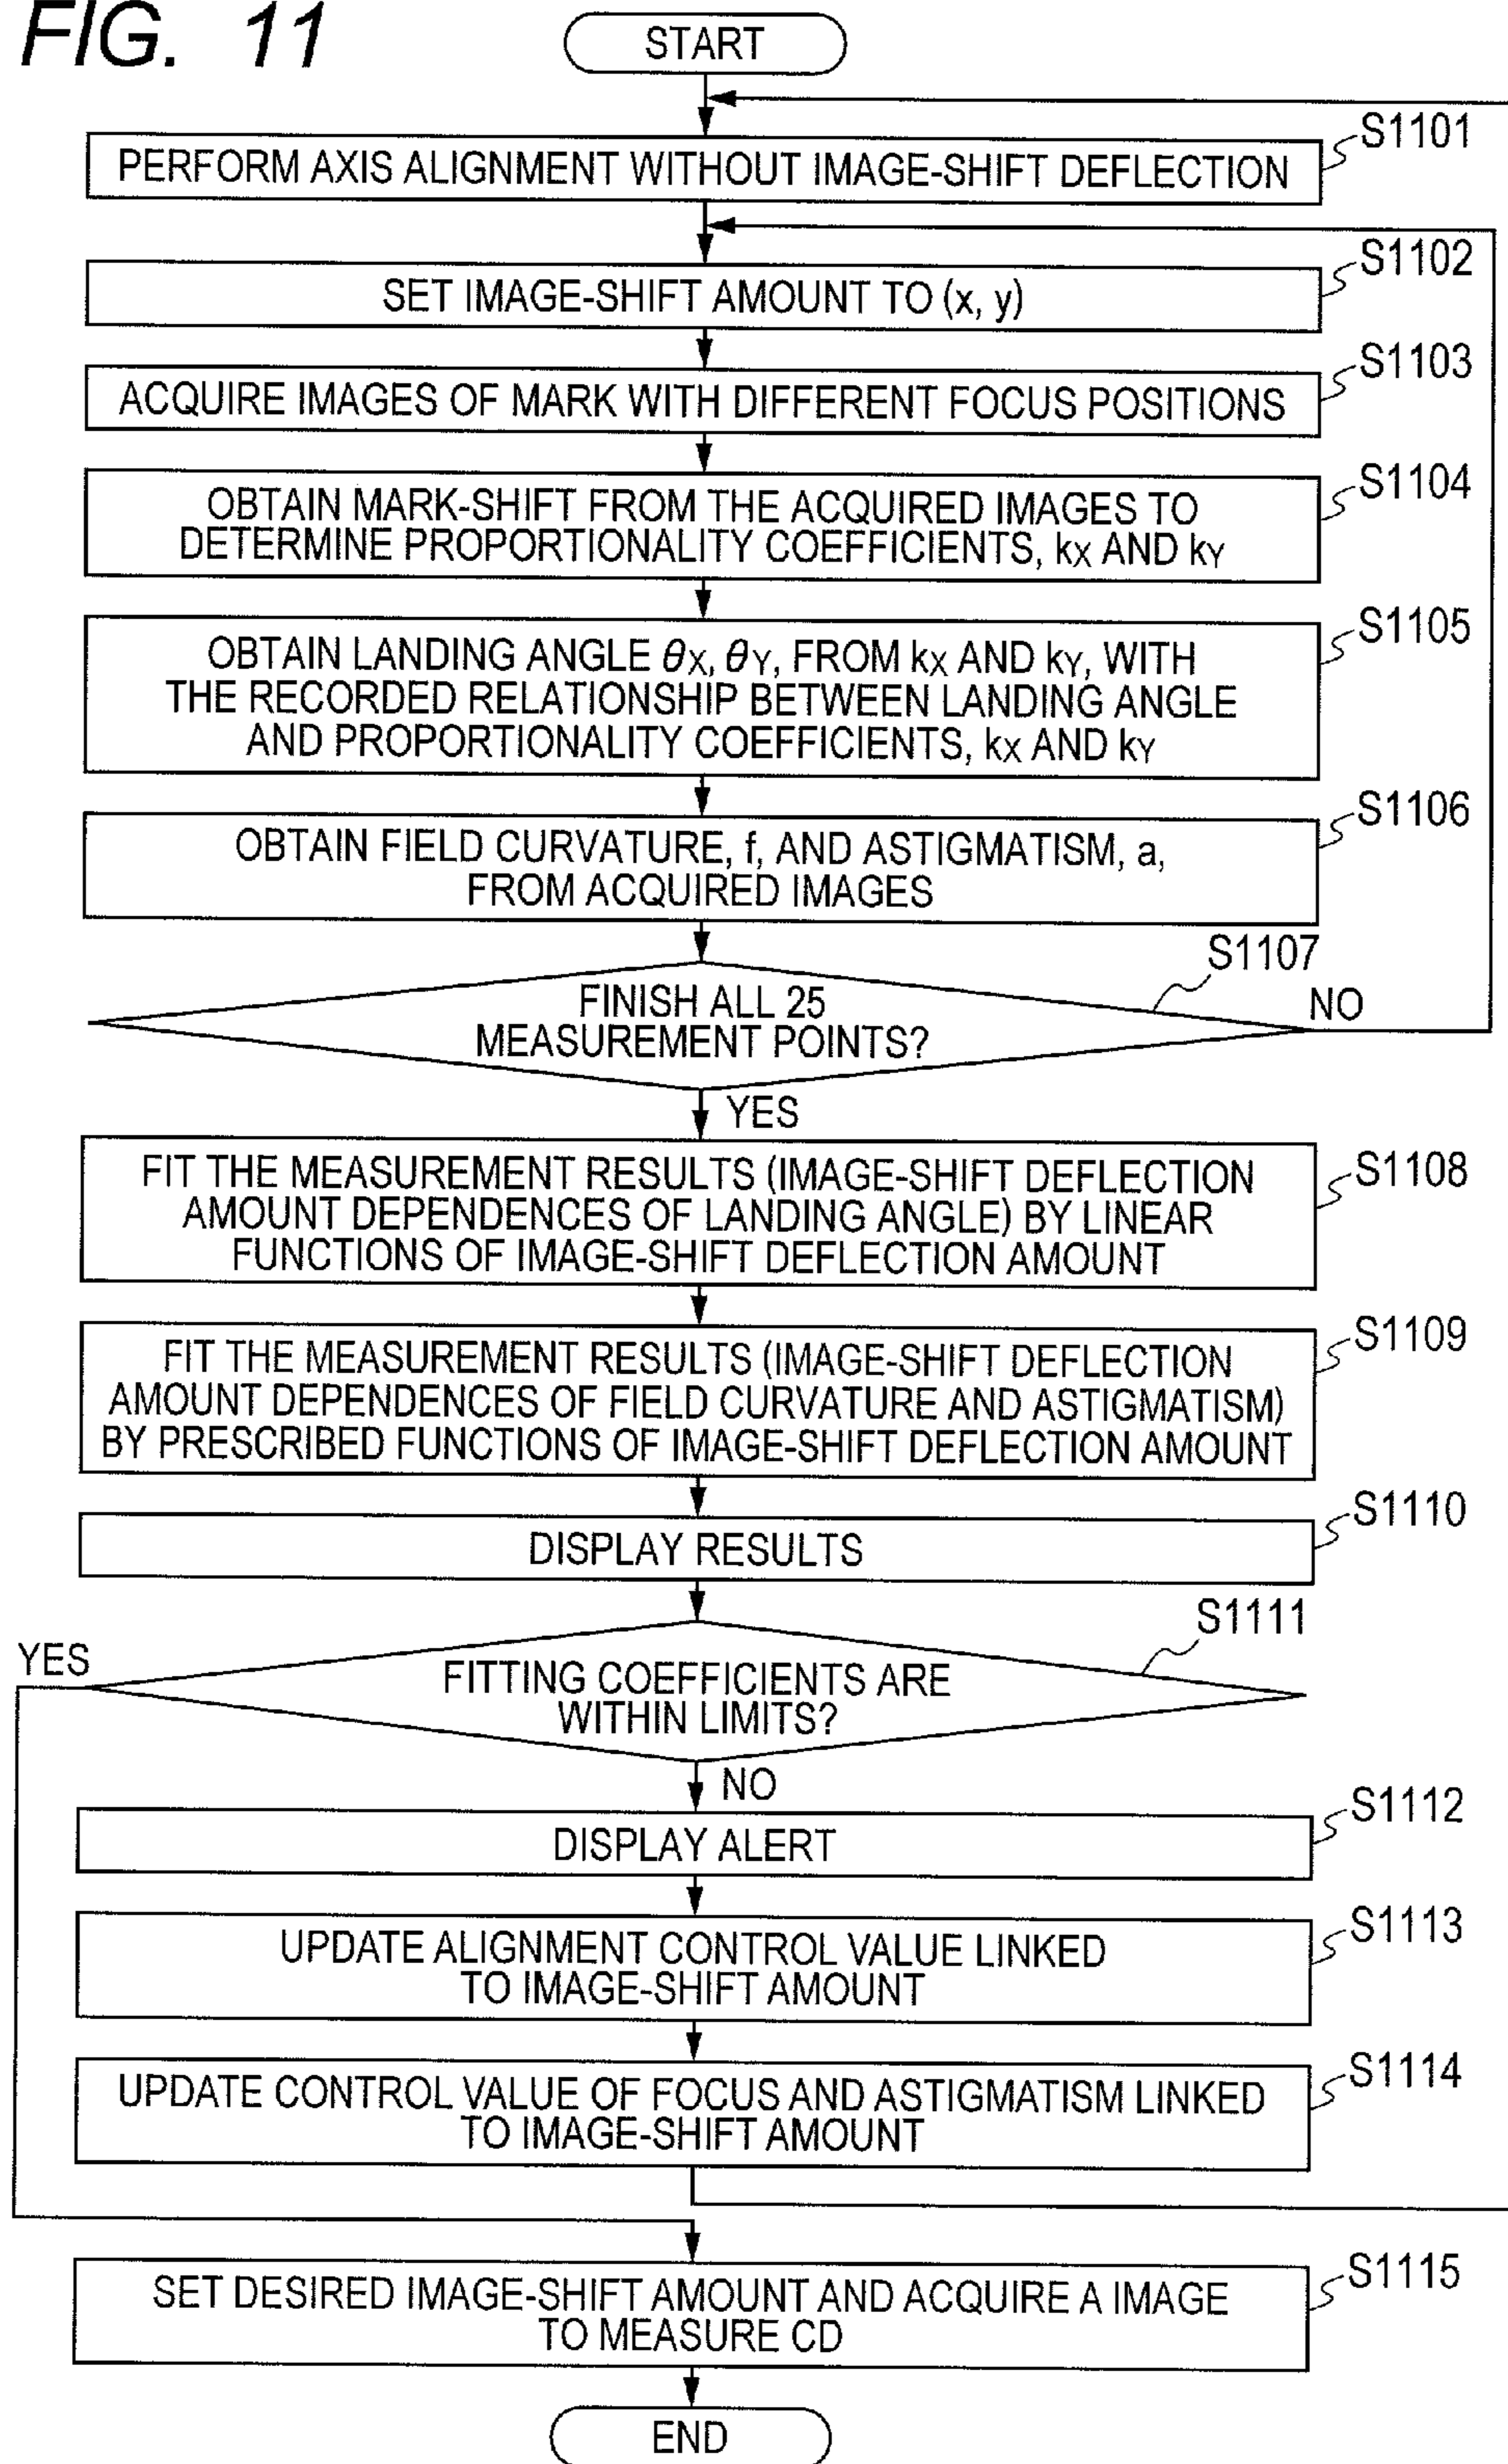 FIG. 11
START
PERFORM AXIS ALIGNMENT WITHOUT IMAGE-SHIFT DEFLECTION
S1101
SET IMAGE-SHIFT AMOUNT TO (x, y)
S1102
ACQUIRE IMAGES OF MARK WITH DIFFERENT FOCUS POSITIONS
S1103
OBTAIN MARK-SHIFT FROM THE ACQUIRED IMAGES TO
DETERMINE PROPORTIONALITY COEFFICIENTS, kX AND kY
S1104
OBTAIN LANDING ANGLE θX, θY, FROM kX AND kY, WITH
THE RECORDED RELATIONSHIP BETWEEN LANDING ANGLE
AND PROPORTIONALITY COEFFICIENTS, kX AND kY
S1105
OBTAIN FIELD CURVATURE, f, AND ASTIGMATISM, a,
FROM ACQUIRED IMAGES
S1106
S1107
FINISH ALL 25
MEASUREMENT POINTS?
NO
YES
FIT THE MEASUREMENT RESULTS (IMAGE-SHIFT DEFLECTION
AMOUNT DEPENDENCES OF LANDING ANGLE) BY LINEAR
FUNCTIONS OF IMAGE-SHIFT DEFLECTION AMOUNT
S1108
FIT THE MEASUREMENT RESULTS (IMAGE-SHIFT DEFLECTION
AMOUNT DEPENDENCES OF FIELD CURVATURE AND ASTIGMATISM)
BY PRESCRIBED FUNCTIONS OF IMAGE-SHIFT DEFLECTION AMOUNT
S1109
DISPLAY RESULTS
S1110
S1111
YES
FITTING COEFFICIENTS ARE
WITHIN LIMITS?
NO
DISPLAY ALERT
S1112
UPDATE ALIGNMENT CONTROL VALUE LINKED
TO IMAGE-SHIFT AMOUNT
S1113
UPDATE CONTROL VALUE OF FOCUS AND ASTIGMATISM LINKED
TO IMAGE-SHIFT AMOUNT
S1114
SET DESIRED IMAGE-SHIFT AMOUNT AND ACQUIRE A IMAGE
TO MEASURE CD
S1115
END